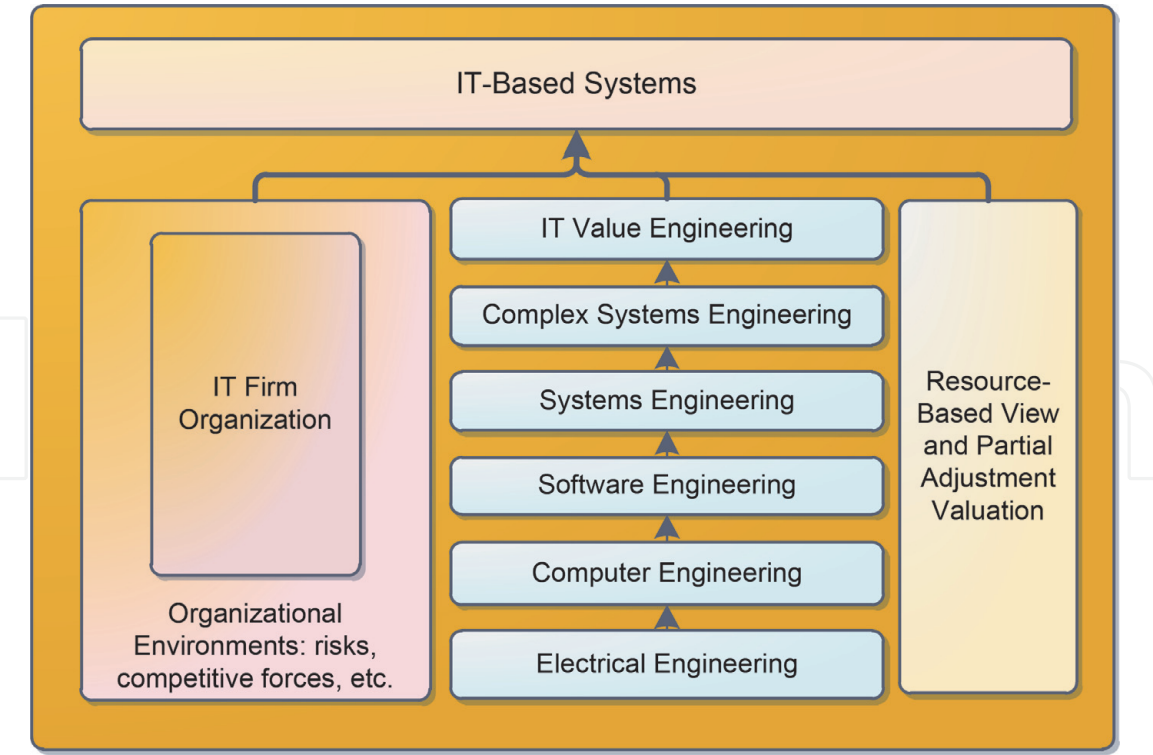 IT-Based Systems
IT Firm
Organization
Organizational
Environments: risks,
competitive forces, etc.
IT Value Engineering
Complex Systems Engineering
Systems Engineering
Software Engineering
Computer Engineering
Electrical Engineering
Resource-
Based View
and Partial
Adjustment
Valuation